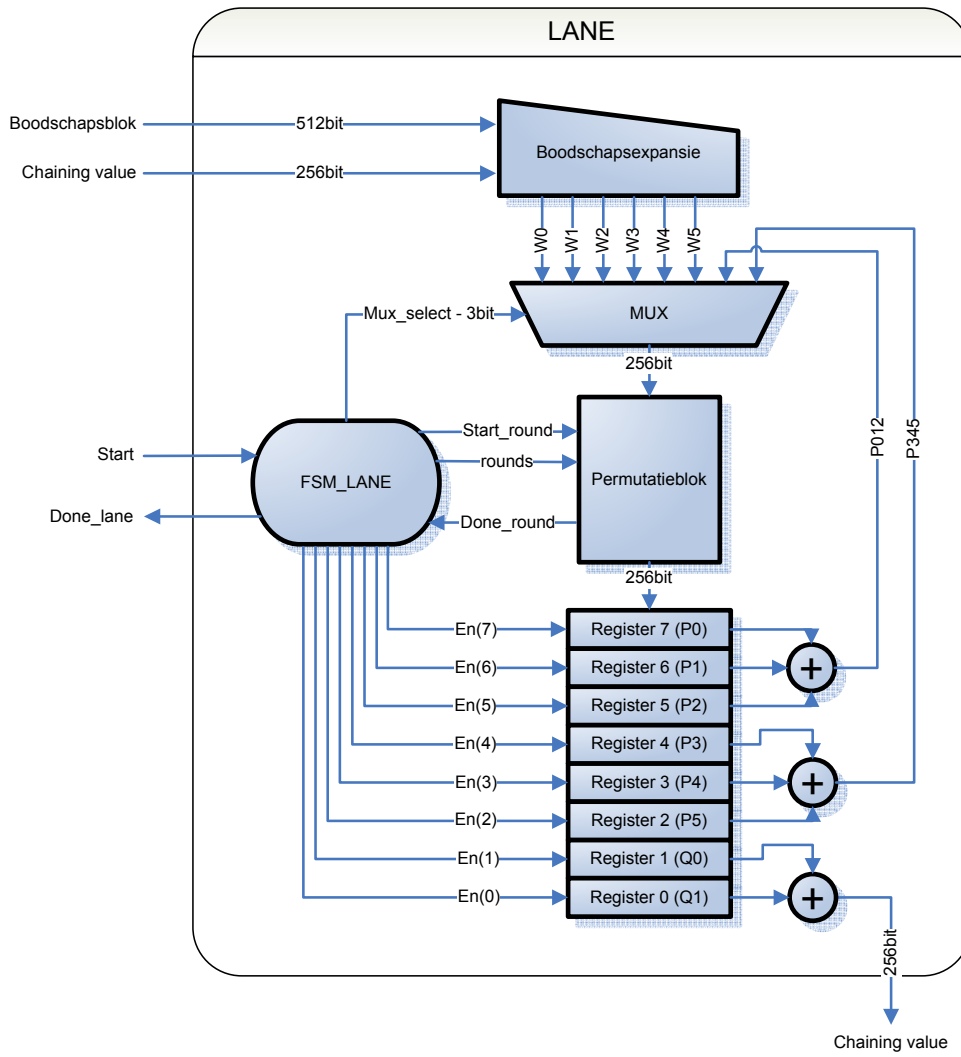 LANE
Boodschapsblok
512bit
Chaining value
256bit
Boodschapsexpansie
W0
W1
W2
W3
W4
W5
Mux_select - 3bit
MUX
256bit
P012
P345
Start
Done_lane
FSM_LANE
Start_round
rounds
Done_round
Permutatieblok
256bit
En(7)
Register 7 (P0)
+
En(6)
Register 6 (P1)
En(5)
Register 5 (P2)
En(4)
Register 4 (P3)
+
En(3)
Register 3 (P4)
En(2)
Register 2 (P5)
En(1)
Register 1 (Q0)
+
En(0)
Register 0 (Q1)
256bit
Chaining value